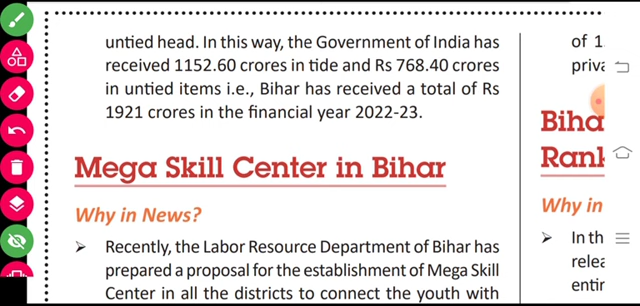 untied head. In this way, the Government of India has
received 1152.60 crores in tide and Rs 768.40 crores
in untied items i.e., Bihar has received a total of Rs
1921 crores in the financial year 2022-23.
Mega Skill Center in Bihar
Why in News?
➢ Recently, the Labor Resource Department of Bihar has
prepared a proposal for the establishment of Mega Skill
Center in all the districts to connect the youth with
of 1
Why in
➢ In th